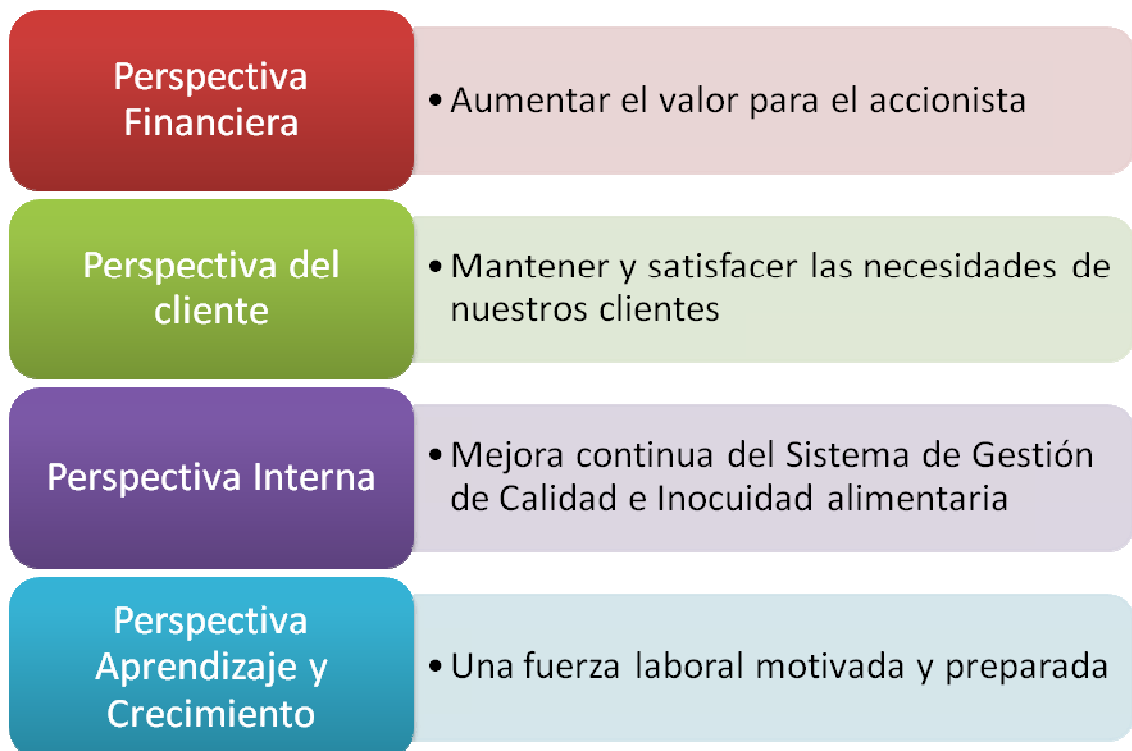 Perspectiva
Financiera
• Aumentar el valor para el accionista
Perspectiva del
cliente
• Mantener y satisfacer las necesidades de
nuestros clientes
Perspectiva Interna
• Mejora continua del Sistema de Gestión
de Calidad e Inocuidad alimentaria
Perspectiva
Aprendizaje y
Crecimiento
• Una fuerza laboral motivada y preparada